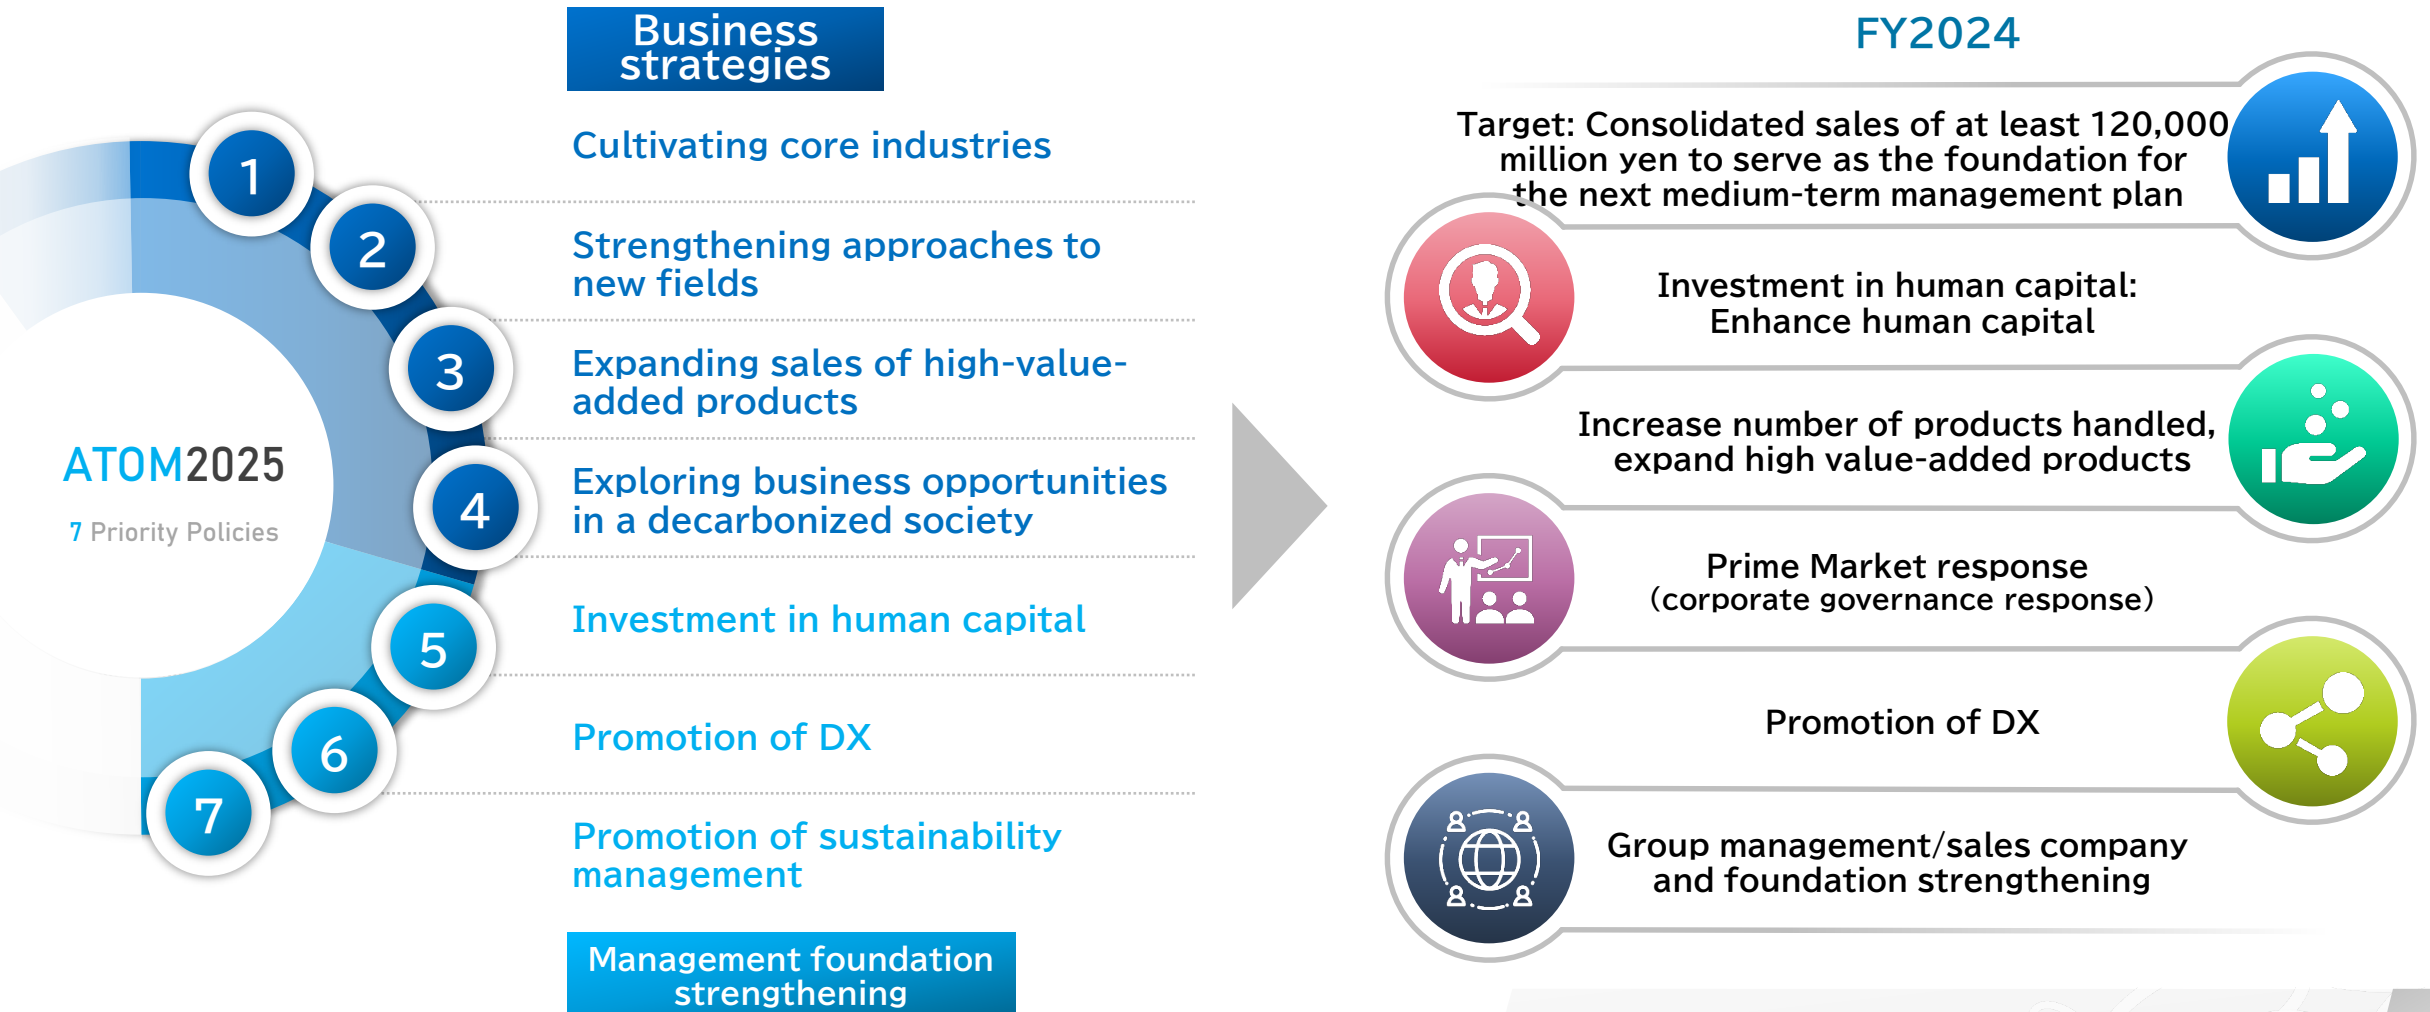 Business
strategies
1
Cultivating core industries
2
Strengthening approaches to
new fields
3
Expanding sales of high-value-
added products
ATOM2025
7 Priority Policies
4
Exploring business opportunities
in a decarbonized society
5
Investment in human capital
6
Promotion of DX
7
Promotion of sustainability
management
Management foundation
strengthening
FY2024
Target: Consolidated sales of at least 120,000
million yen to serve as the foundation for
the next medium-term management plan
Investment in human capital:
Enhance human capital
Increase number of products handled,
expand high value-added products
Prime Market response
(corporate governance response)
Promotion of DX
Group management/sales company
and foundation strengthening